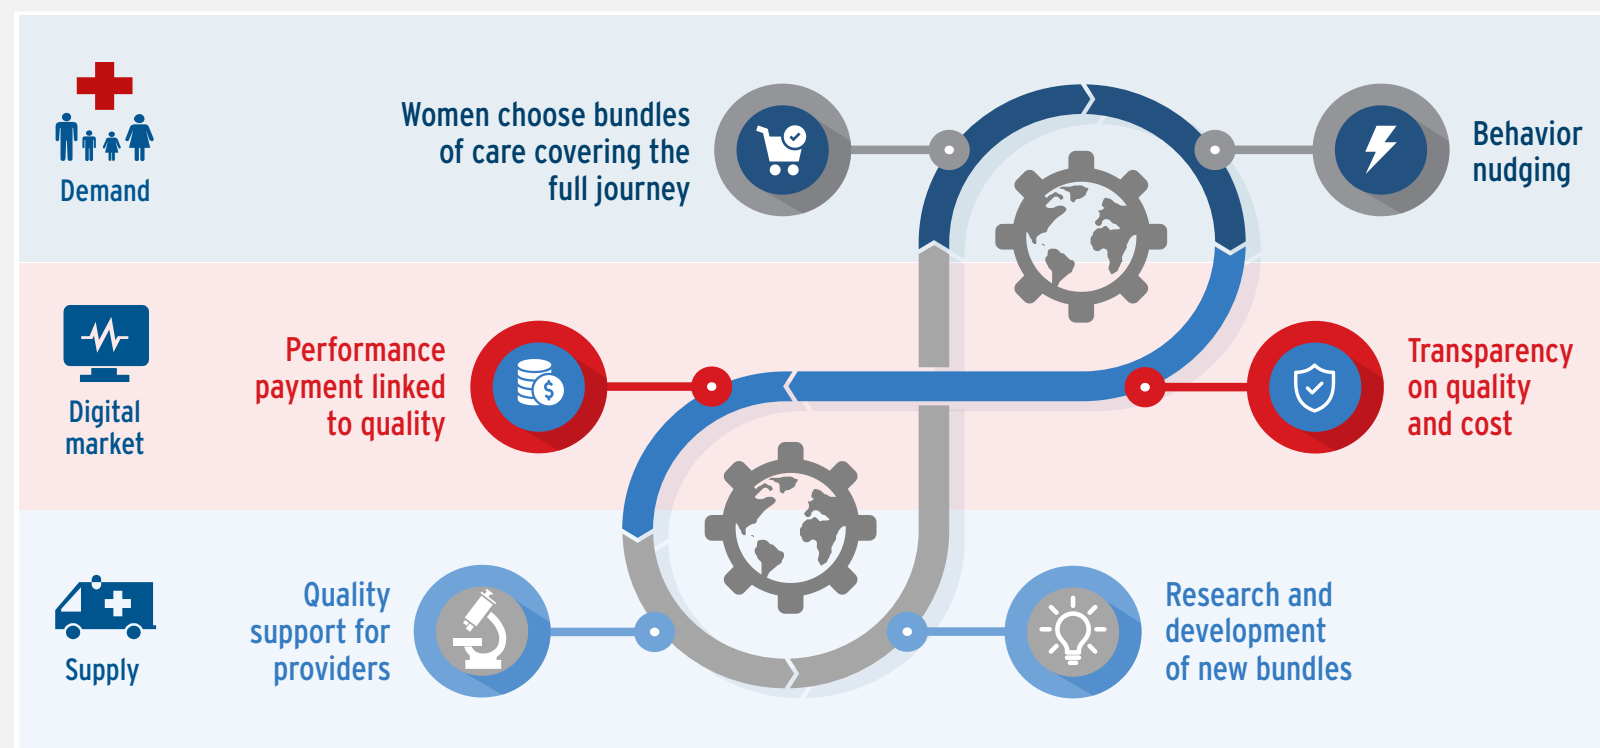 Demand
Women choose bundles
of care covering the
full journey
Behavior
nudging
Digital
market
Performance
payment linked
to quality
$
Transparency
on quality
and cost
Supply
Quality
support for
providers
Research and
development
of new bundles